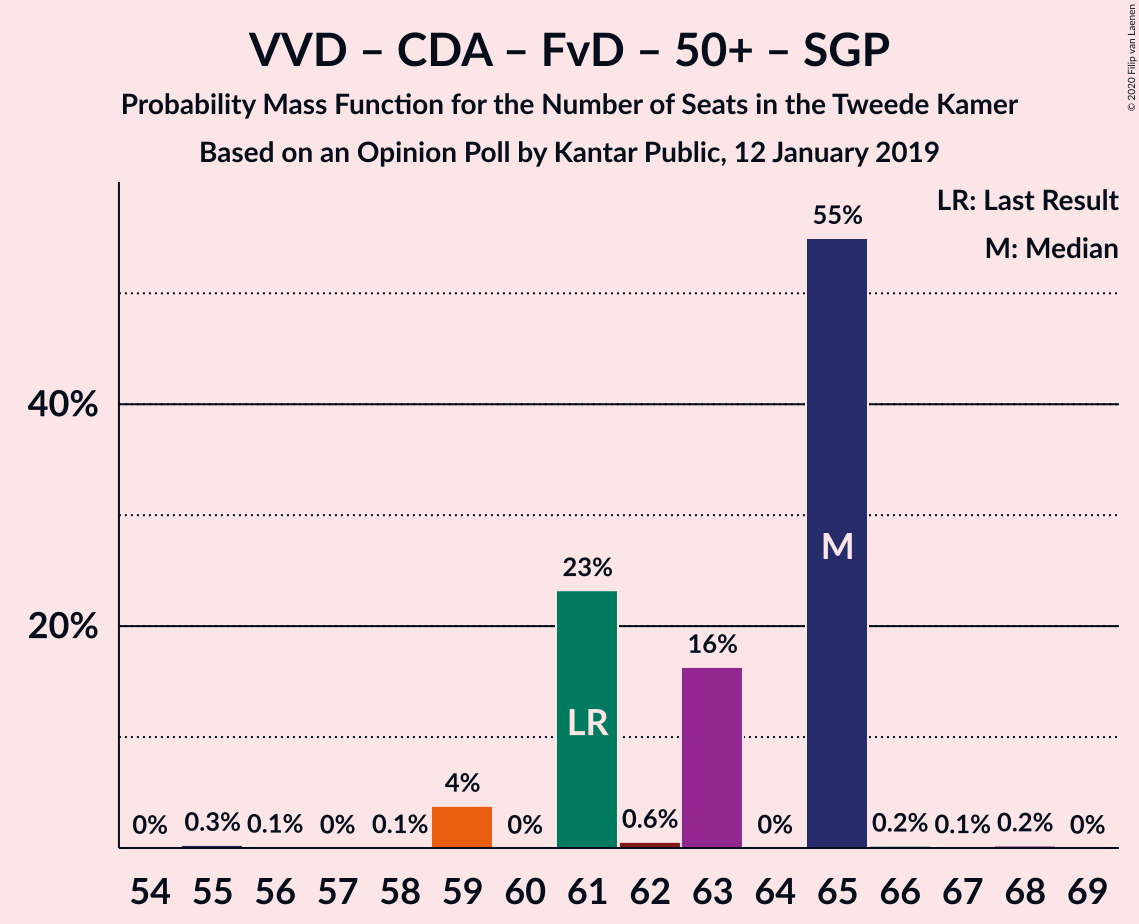 VVD – CDA – FvD – 50+ – SGP
Probability Mass Function for the Number of Seats in the Tweede Kamer
Based on an Opinion Poll by Kantar Public, 12 January 2019
© 2020 Filip van Laenen
LR: Last Result
M: Median
55%
40%
M
23%
20%
16%
LR
4%
0% 0.3% 0.1% 0% 0.1% 0% 0.6% 0% 0.2% 0.1% 0.2% 0%
54 55 56 57 58 59 60 61 62 63 64 65 66 67 68 69